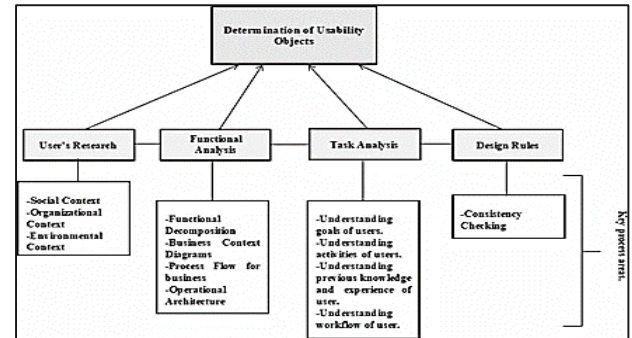 Determination of Usability
Objects
User's Research
Functional
Analysis
Task Analysis
Design Rules
-Social Context
-Organizational
Context
-Environmental
Context
-Functional
Decomposition
-Business Context
Diagrams
-Process Flow for
business
-Operational
Architecture
-Understanding
goals of users.
-Understanding
activities of users.
-Understanding
previous knowledge
and experience of
user.
-Understanding
workflow of user.
-Consistency
Checking
Key process areas.